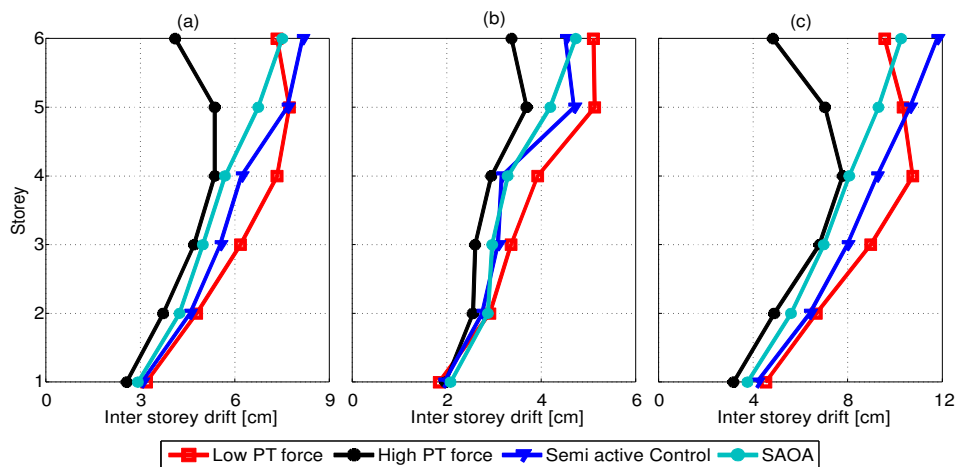 (a) (b) (c)
Storey
6
5
4
3
2
1
0 3 6 9 2 4 6 4 8 12
Inter storey drift [cm] Inter storey drift [cm] Inter storey drift [cm]
Low PT force High PT force Semi active Control SAOA